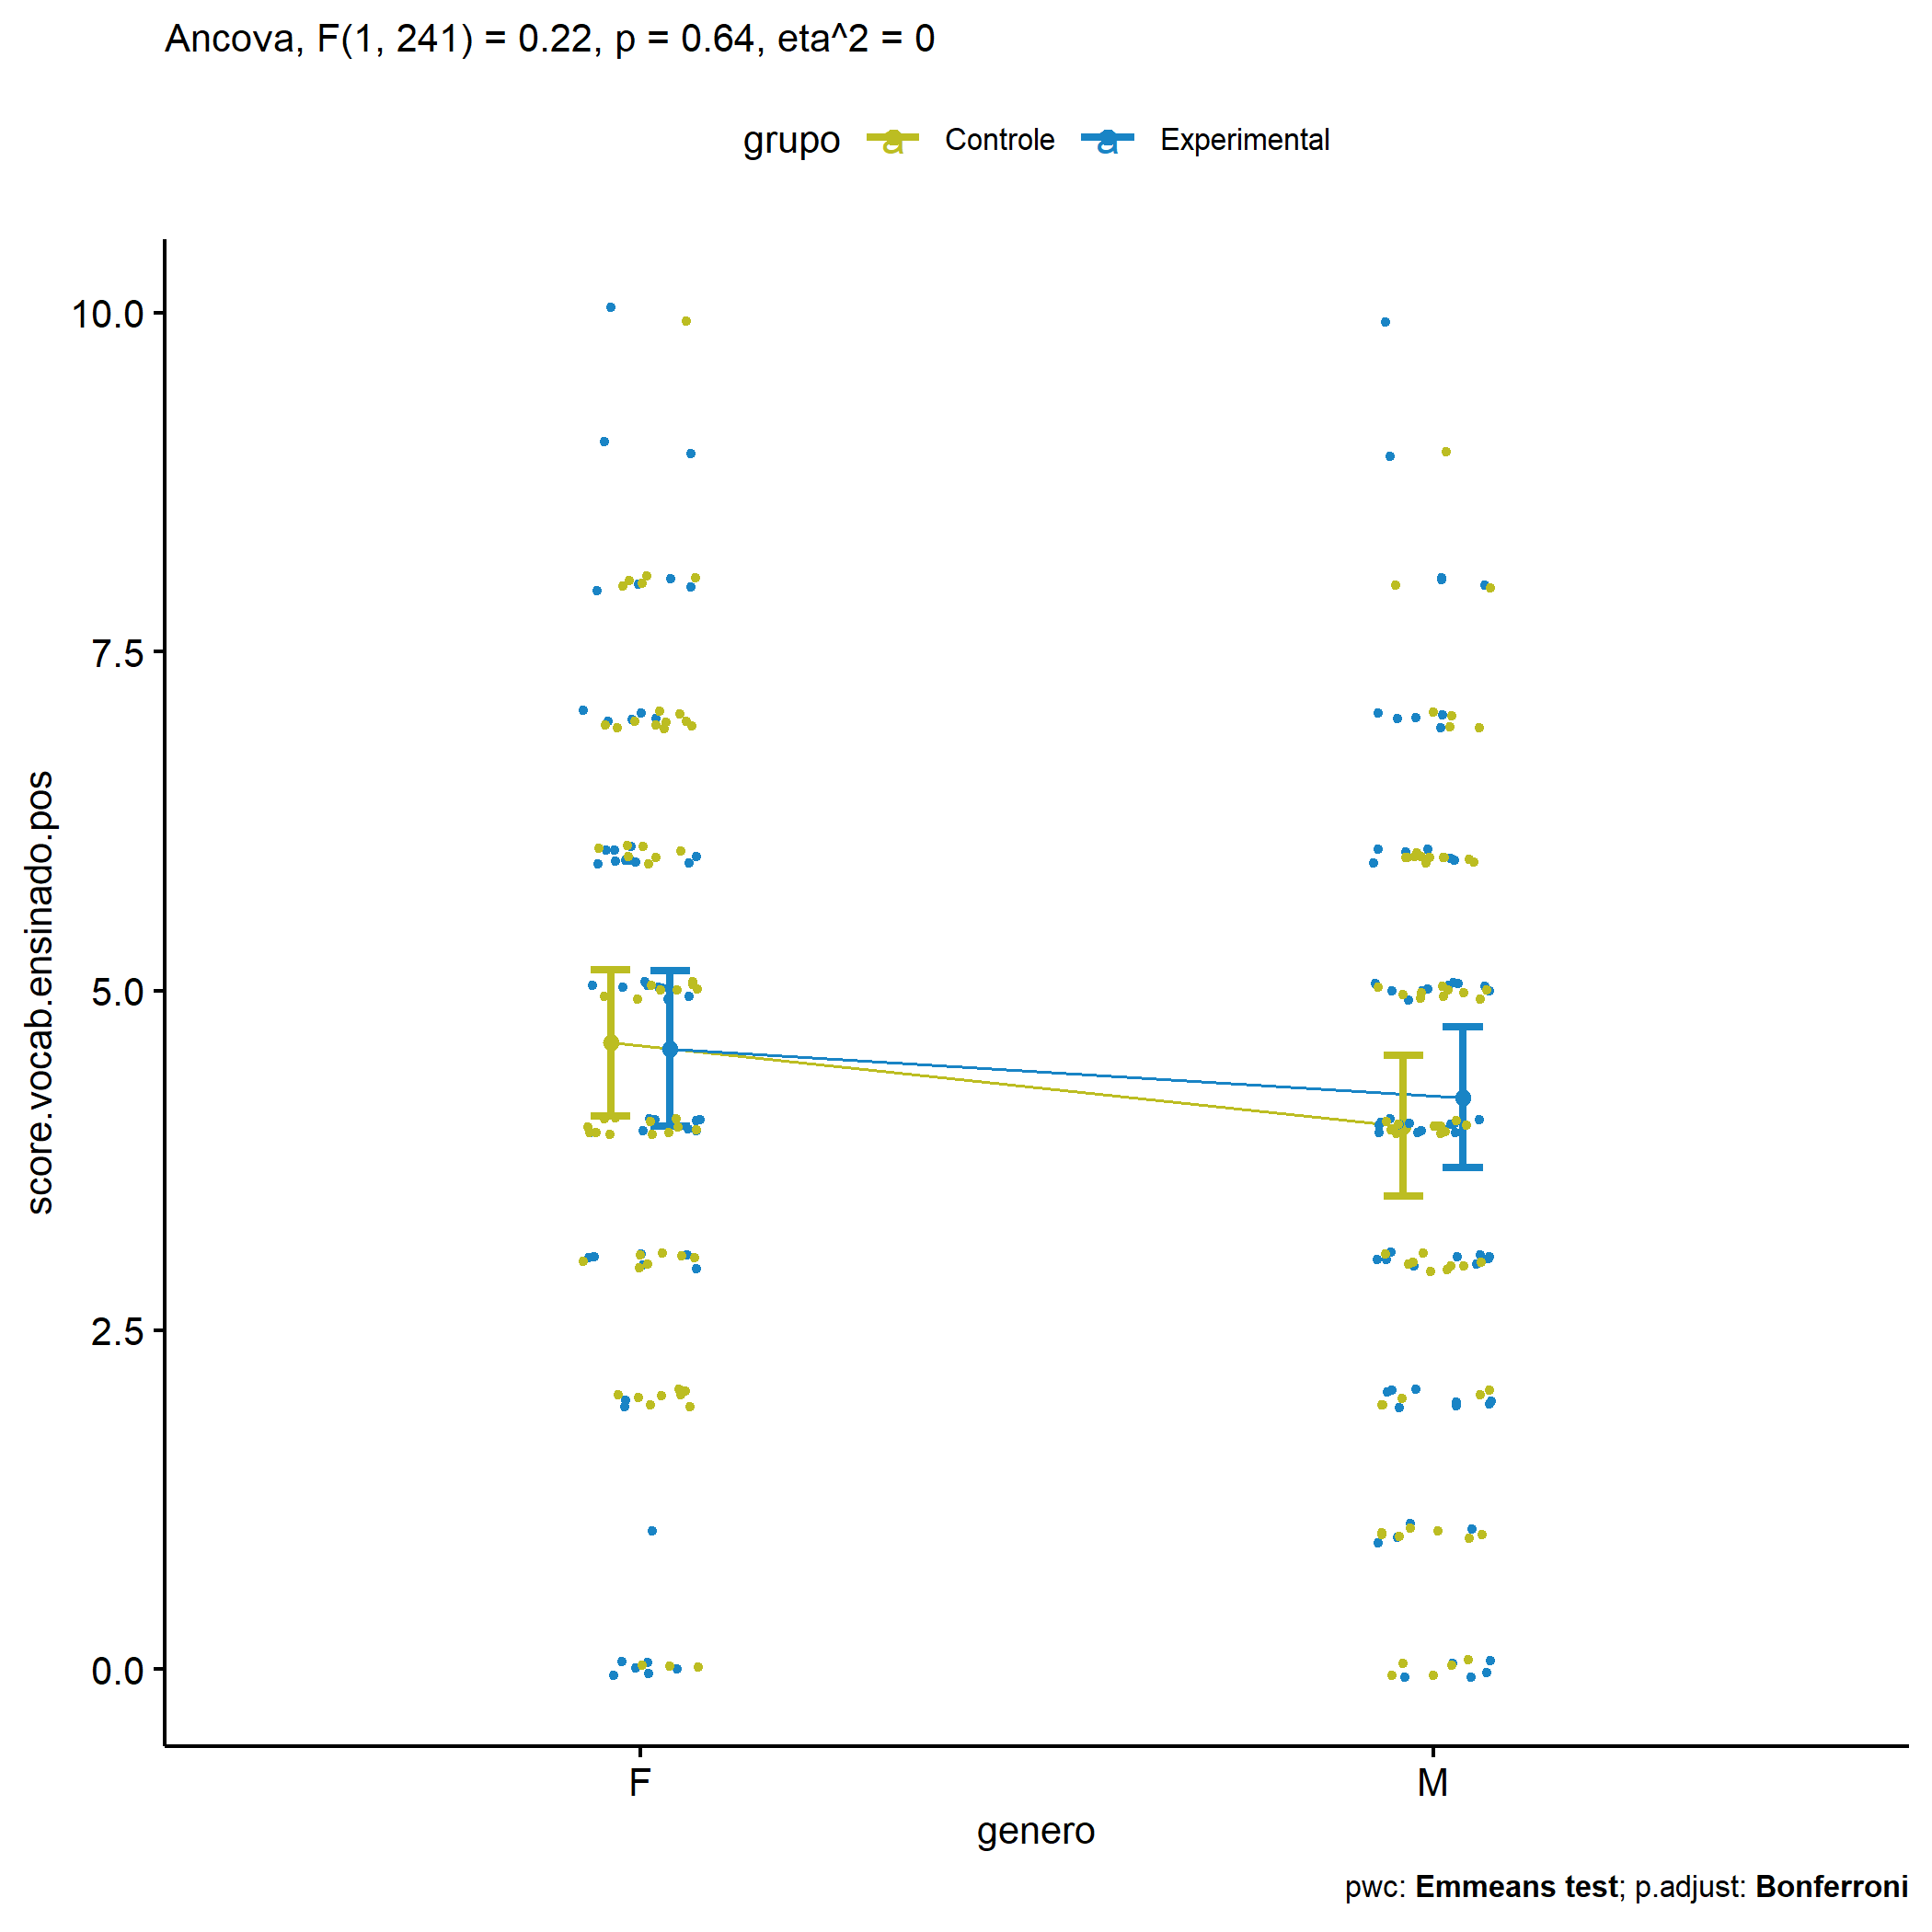 Ancova, F(1, 241) = 0.22, p = 0.64, eta^2 = 0
grupo a Controle a Experimental
10.0
7.5
5.0
2.5
0.0
score.vocab.ensinado.pos
F M
genero
pwc: Emmeans test; p.adjust: Bonferroni